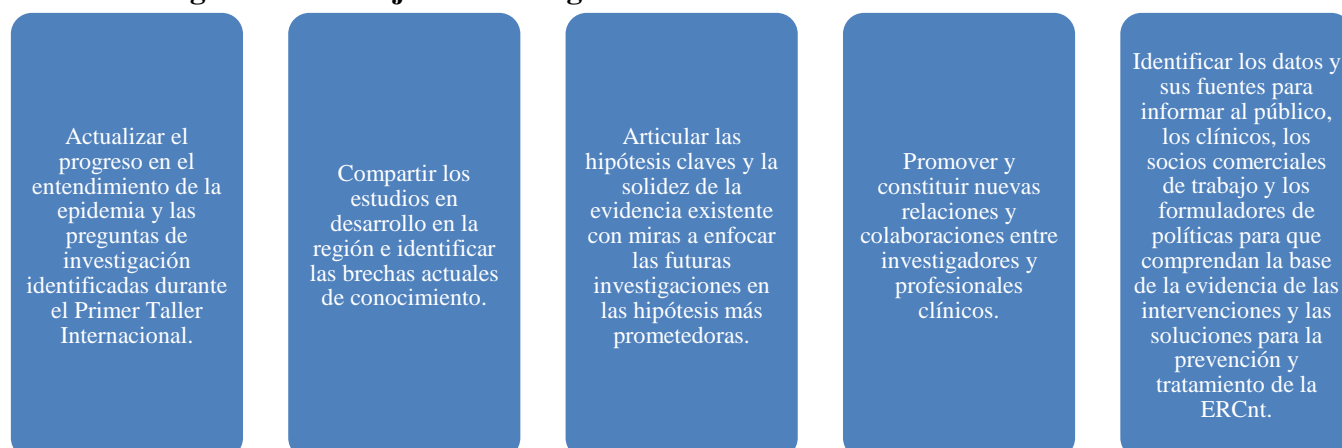 Actualizar el
progreso en el
entendimiento de la
epidemia y las
preguntas de
investigación
identificadas durante
el Primer Taller
Internacional.
Compartir los
estudios en
desarrollo en la
región e identificar
las brechas actuales
de conocimiento.
Articular las
hipótesis claves y la
solidez de la
evidencia existente
con miras a enfocar
las futuras
investigaciones en
las hipótesis más
prometedoras.
Promover y
constituir nuevas
relaciones y
colaboraciones entre
investigadores y
profesionales
clínicos.
Identificar los datos y
sus fuentes para
informar al público,
los clínicos, los
socios comerciales
de trabajo y los
formuladores de
políticas para que
comprendan la base
de la evidencia de las
intervenciones y las
soluciones para la
prevención y
tratamiento de la
ERCnt.